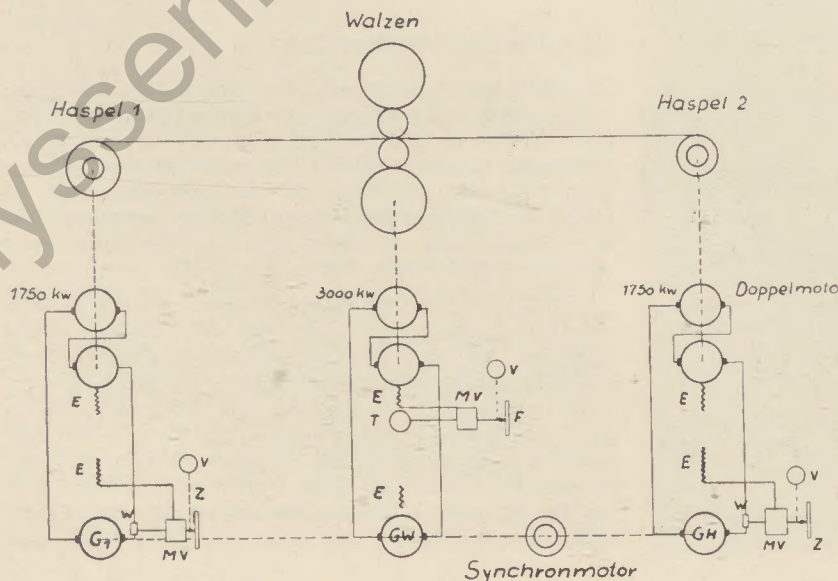 Walzen
Haspel 1
Haspel 2
1750 kw
3000 kw
1750 kw
Doppelmoto
E
E
MV
V
T
F
E
E
V
W
Z
MV
E
E
V
W
MV
Z
G1
GW
GH
Synchronmotor